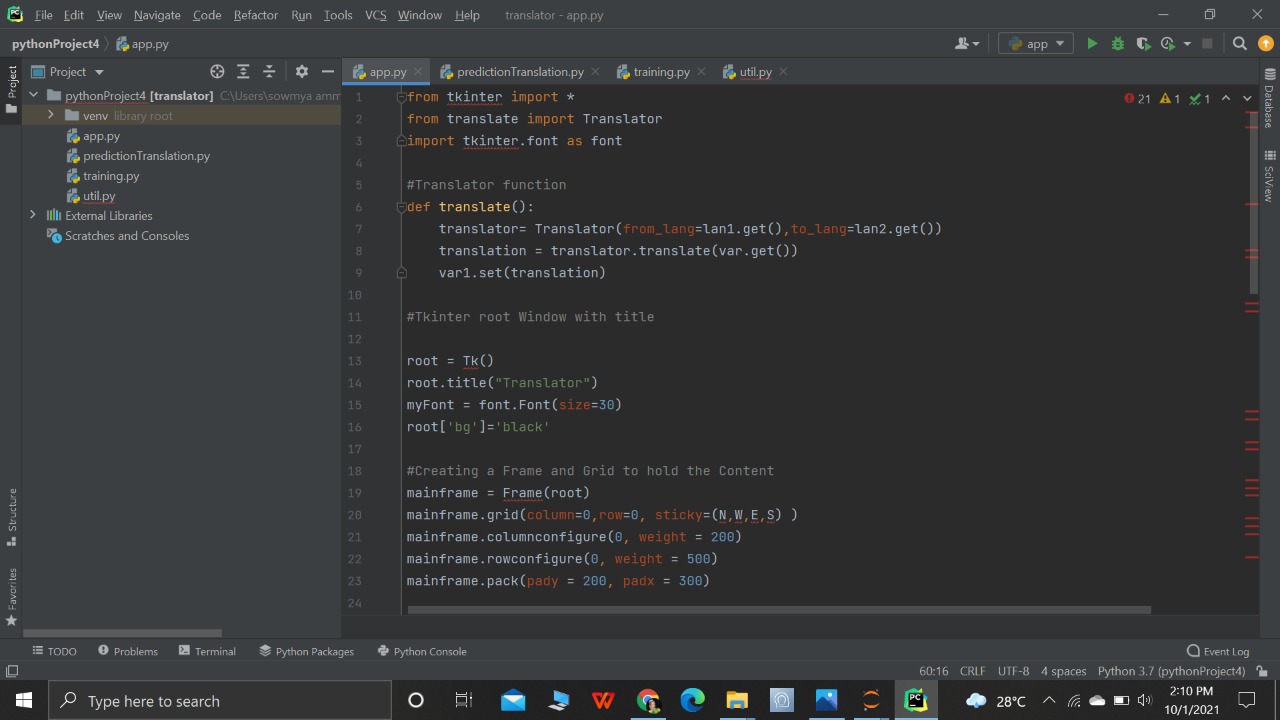 File Edit View Navigate Code Refactor Run Tools VCS Window Help translator - app.py
pythonProject4 app.py app
Project app.py predictionTranslation.py training.py util.py
pythonProject4 [translator] C:\Users\sowmya amm
venv library root
app.py
predictionTranslation.py
training.py
util.py
External Libraries
Scratches and Consoles
Project
Structure
Favorites
21 1 1
1 from tkinter import *
2 from translate import Translator
3 import tkinter.font as font
4
5 #Translator function
6 def translate():
7 translator= Translator(from_lang=lan1.get(),to_lang=lan2.get())
8 translation = translator.translate(var.get())
9 var1.set(translation)
10
11 #Tkinter root Window with title
12
13 root = Tk()
14 root.title("Translator")
15 myFont = font.Font(size=30)
16 root['bg']='black'
17
18 #Creating a Frame and Grid to hold the Content
19 mainframe = Frame(root)
20 mainframe.grid(column=0,row=0, sticky=(N,W,E,S) )
21 mainframe.columnconfigure(0, weight = 200)
22 mainframe.rowconfigure(0, weight = 500)
23 mainframe.pack(pady = 200, padx = 300)
24
Database
SciView
TODO Problems Terminal Python Packages Python Console Event Log
60:16 CRLF UTF-8 4 spaces Python 3.7 (pythonProject4)
Type here to search 28°C 2:10 PM
10/1/2021